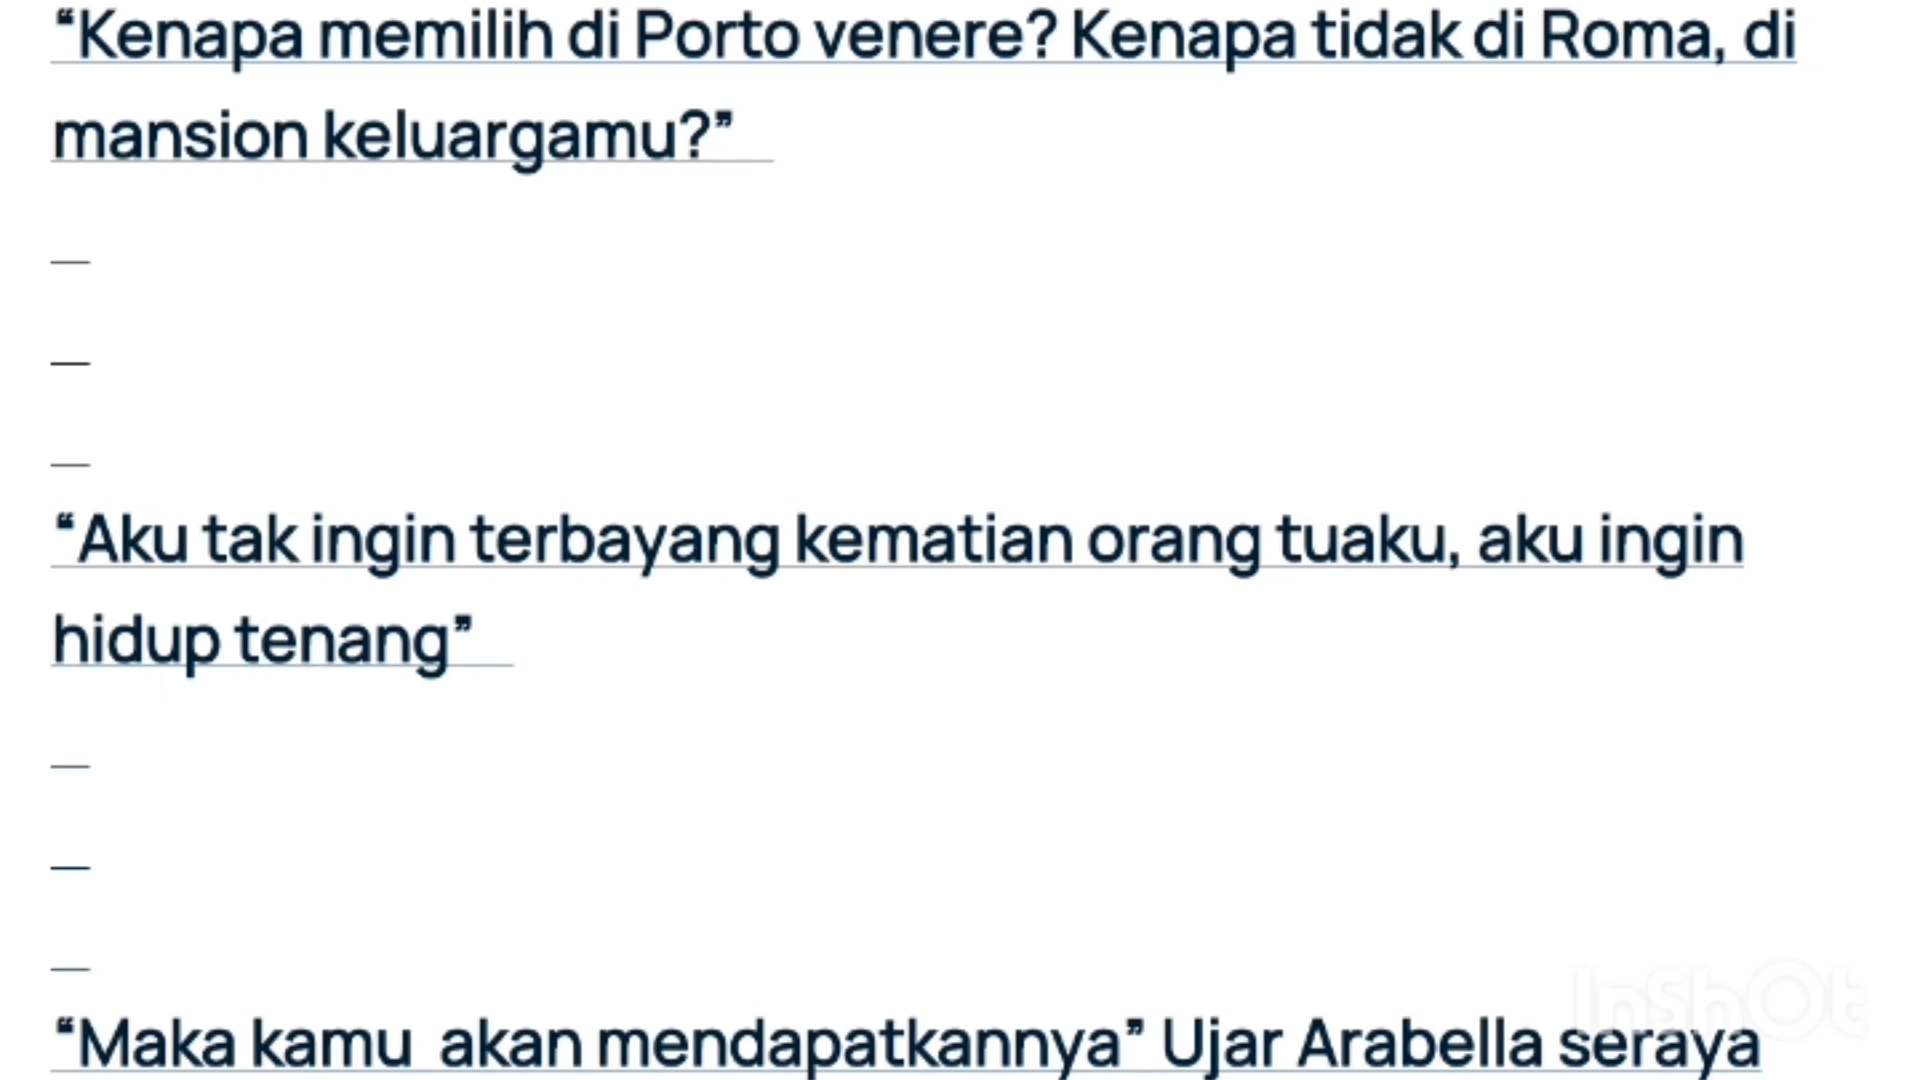 “Kenapa memilih di Porto venere? Kenapa tidak di Roma, di
mansion keluargamu?”
“Aku tak ingin terbayang kematian orang tuaku, aku ingin
hidup tenang”
“Maka kamu  akan mendapatkannya” Ujar Arabella seraya
InShOt